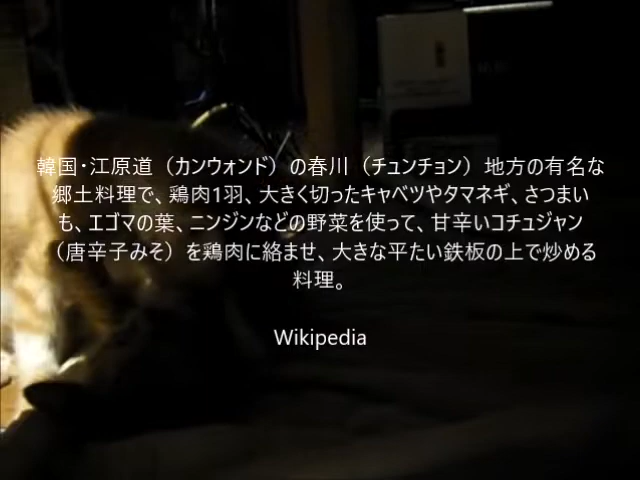 韓国・江原道（カンウォンド）の春川（チュンチョン）地方の有名な
郷土料理で、鶏肉1羽、大きく切ったキャベツやタマネギ、さつまい
も、エゴマの葉、ニンジンなどの野菜を使って、甘辛いコチュジャン
（唐辛子みそ）を鶏肉に絡ませ、大きな平たい鉄板の上で炒める
料理。
Wikipedia